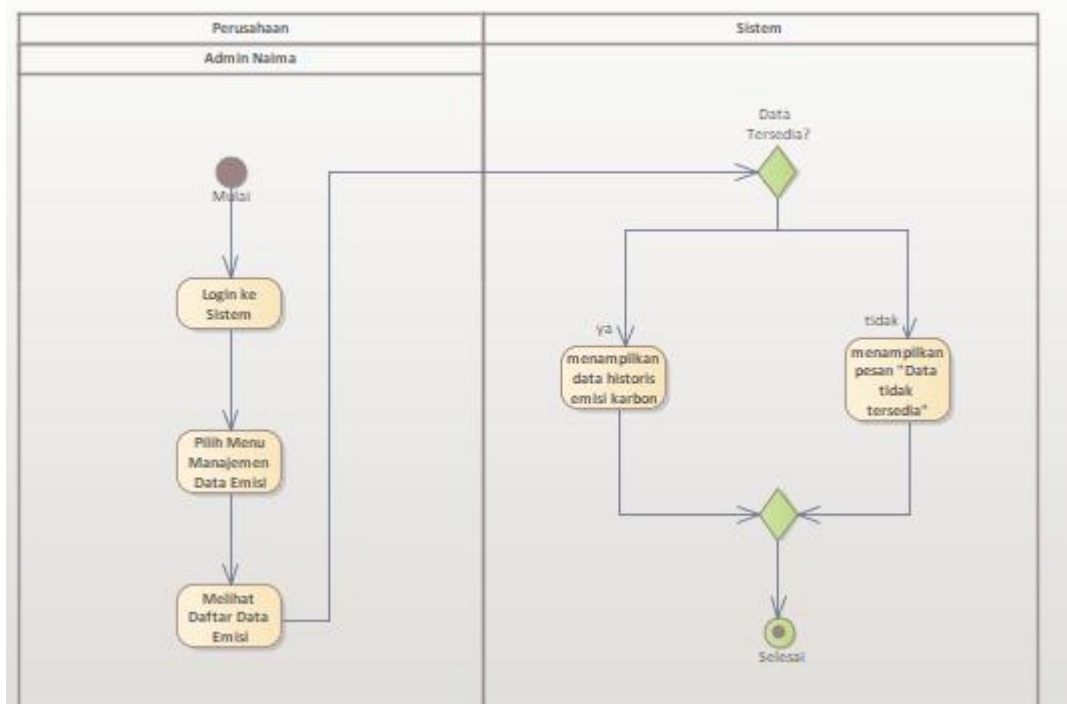 Perusahaan
Sistem
Admin Naima
Data
Tersedia?
Mulai
Login ke
Sistem
ya
tidak
menampilkan
data historis
emisi karbon
menampilkan
pesan "Data
tidak
tersedia"
Pilih Menu
Manajemen
Data Emisi
Melihat
Daftar Data
Emisi
Selesai